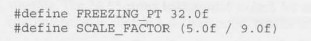 #define FREEZING_PT 32.0f
#define SCALE_FACTOR (5.0f / 9.0f)